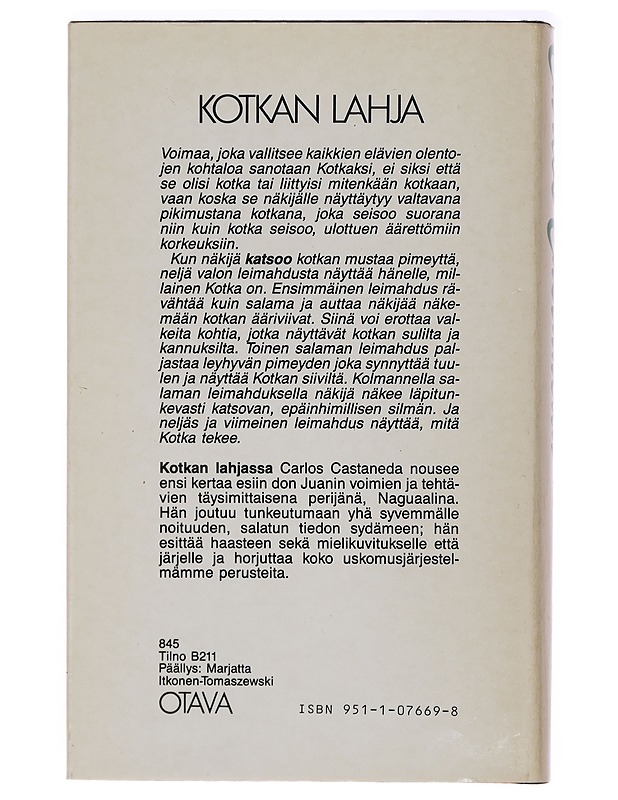 KOTKAN LAHJA
Voimaa, joka vallitsee kaikkien elävien olento-
jen kohtaloa sanotaan Kotkaksi, ei siksi että
se olisi kotka tai liittyisi mitenkään kotkaan,
vaan koska se näkijälle näyttäytyy valtavana
pikimustana kotkana, joka seisoo suorana
niin kuin kotka seisoo, ulottuen äärettömiin
korkeuksiin.
Kun näkijä katsoo kotkan mustaa pimeyttä,
neljä valon leimahdusta näyttää hänelle, mil-
lainen Kotka on. Ensimmäinen leimahdus rä-
vähtää kuin salama ja auttaa näkijää näke-
mään kotkan ääriviivat. Siinä voi erottaa val-
keita kohtia, jotka näyttävät kotkan sulilta ja
kannuksilta. Toinen salaman leimahdus pal-
jastaa leyhyvän pimeyden joka synnyttää tuu-
len ja näyttää Kotkan siiviltä. Kolmannella sa-
laman leimahduksella näkijä näkee läpitun-
kevasti katsovan, epäinhimillisen silmän. Ja
neljäs ja viimeinen leimahdus näyttää, mitä
Kotka tekee.
Kotkan lahjassa Carlos Castaneda nousee
ensi kertaa esiin don Juanin voimien ja tehtä-
vien täysimittaisena perijänä, Naguaalina.
Hän joutuu tunkeutumaan yhä syvemmälle
noituuden, salatun tiedon sydämeen; hän
esittää haasteen sekä mielikuvitukselle että
järjelle ja horjuttaa koko uskomusjärjestel-
mämme perusteita.
845
Tilno B211
Päällys: Marjatta
Itkonen-Tomaszewski
OTAVA
ISBN 951-1-07669-8